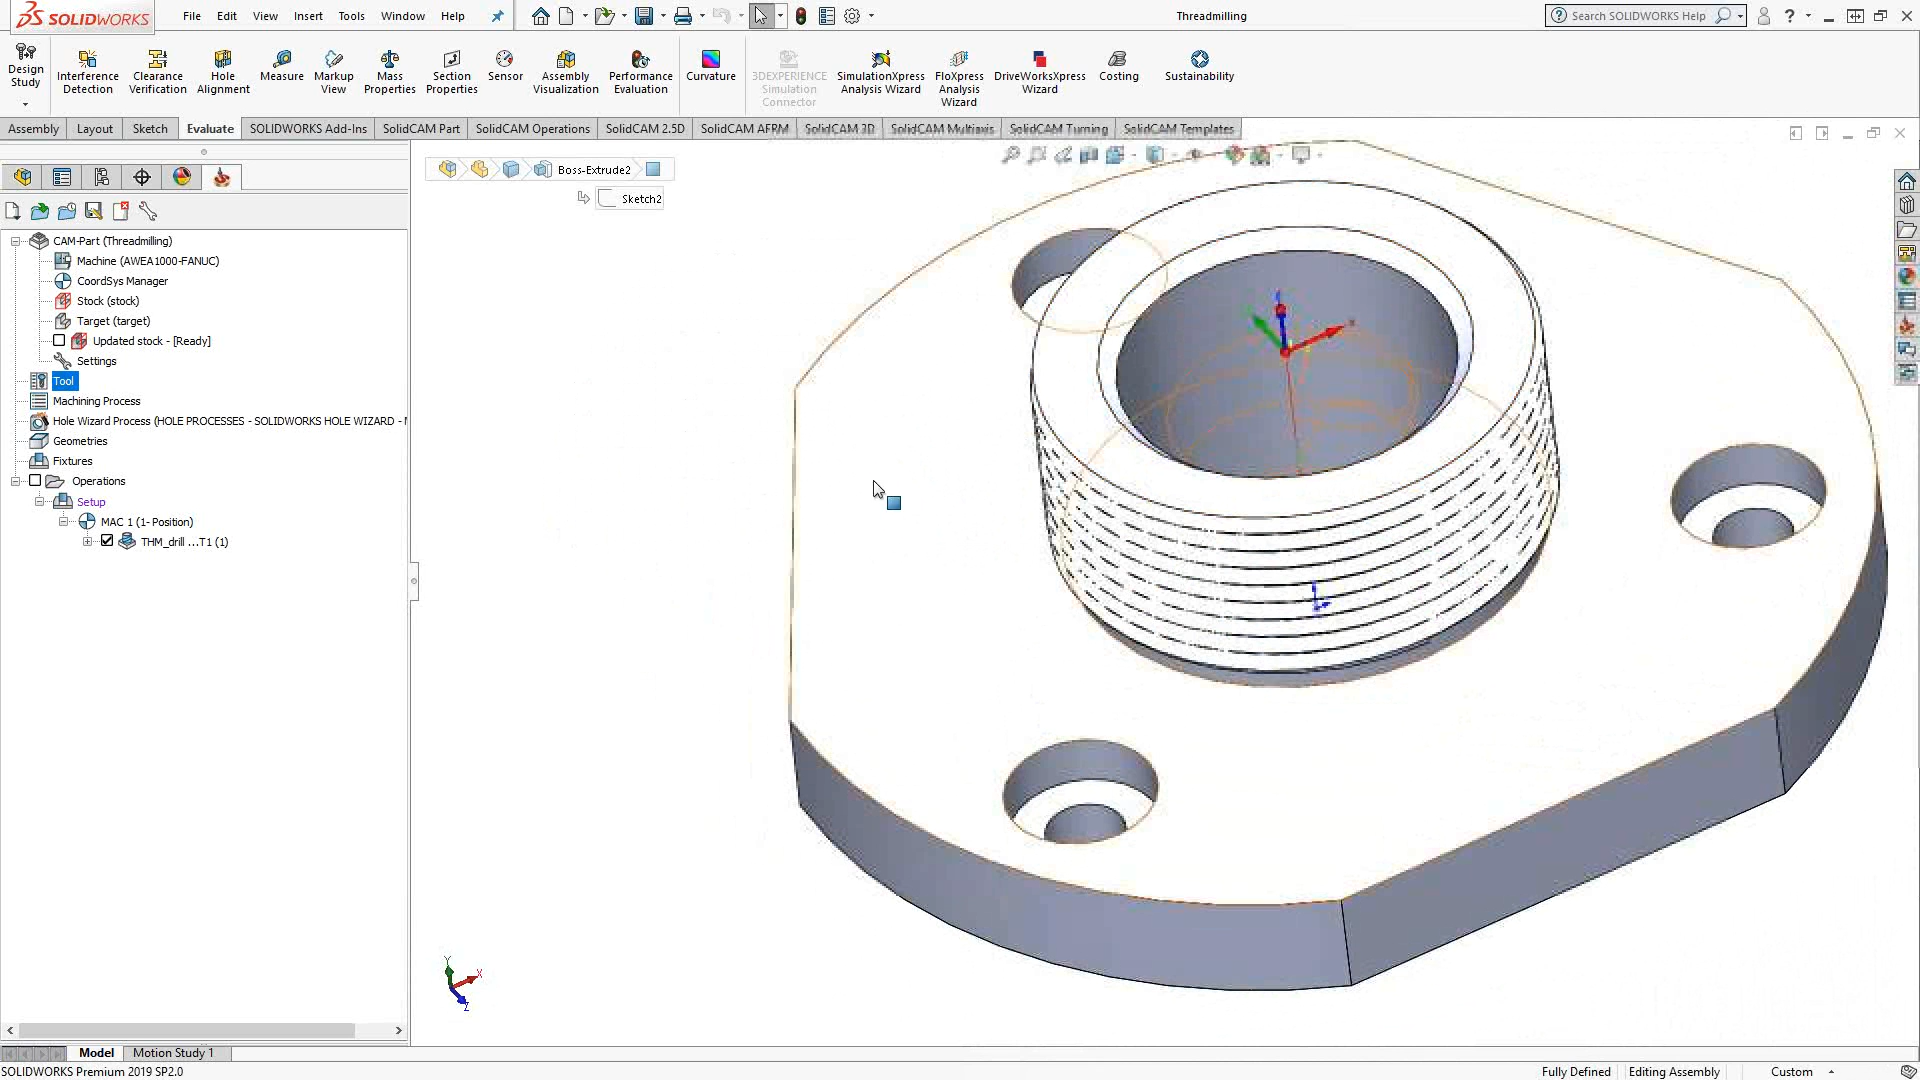 SOLIDWORKS
File Edit View Insert Tools Window Help
Threadmilling
Search SOLIDWORKS Help
Design Study
Interference Detection
Clearance Verification
Hole Alignment
Measure
Markup View
Mass Properties
Section Properties
Sensor
Assembly Visualization
Performance Evaluation
Curvature
3DEXPERIENCE Simulation Connector
SimulationXpress Analysis Wizard
FloXpress Analysis Wizard
DriveWorksXpress Wizard
Costing
Sustainability
Assembly Layout Sketch Evaluate SOLIDWORKS Add-Ins SolidCAM Part SolidCAM Operations SolidCAM 2.5D SolidCAM AFRM SolidCAM 3D SolidCAM Multiaxis SolidCAM Turning SolidCAM Templates
Boss-Extrude2
Sketch2
CAM-Part (Threadmilling)
Machine (AWEA1000-FANUC)
CoordSys Manager
Stock (stock)
Target (target)
Updated stock - [Ready]
Settings
Tool
Machining Process
Hole Wizard Process (HOLE PROCESSES - SOLIDWORKS HOLE WIZARD -
Geometries
Fixtures
Operations
Setup
MAC 1 (1- Position)
THM_drill ...T1 (1)
Y
X
Z
Model Motion Study 1
SOLIDWORKS Premium 2019 SP2.0
Fully Defined Editing Assembly Custom